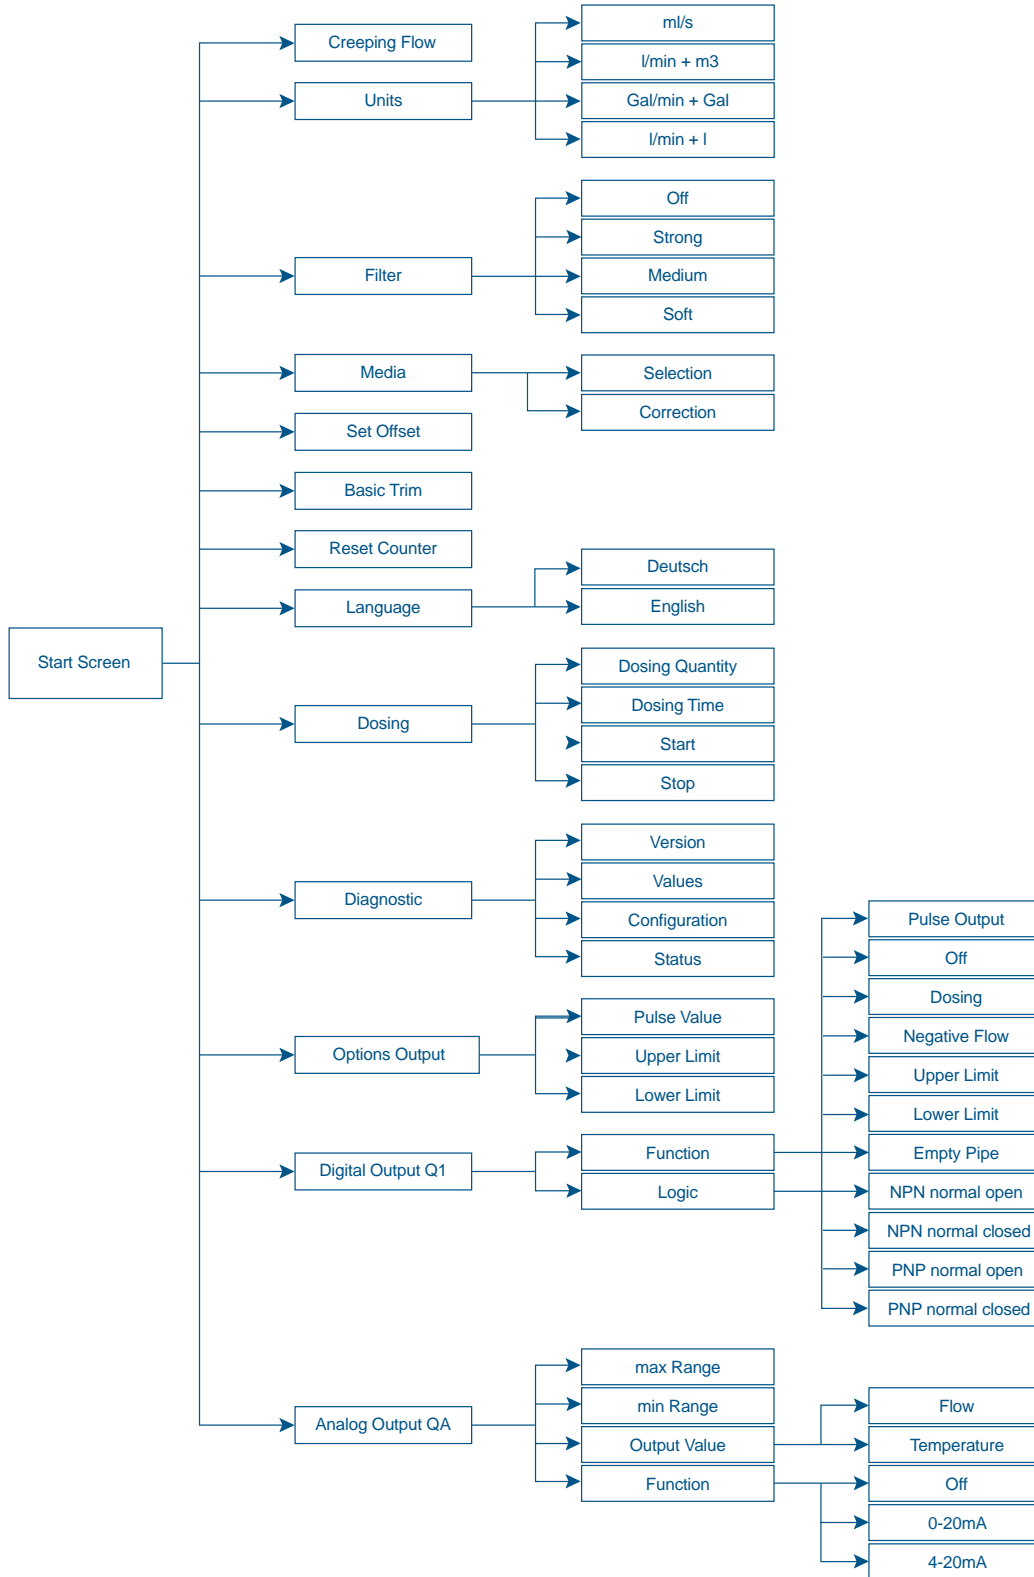 Start Screen
Creeping Flow
Units
ml/s
l/min + m3
Gal/min + Gal
l/min + l
Filter
Off
Strong
Medium
Soft
Media
Selection
Correction
Set Offset
Basic Trim
Reset Counter
Language
Deutsch
English
Dosing
Dosing Quantity
Dosing Time
Start
Stop
Diagnostic
Version
Values
Configuration
Status
Options Output
Pulse Value
Upper Limit
Lower Limit
Digital Output Q1
Function
Logic
Pulse Output
Off
Dosing
Negative Flow
Upper Limit
Lower Limit
Empty Pipe
NPN normal open
NPN normal closed
PNP normal open
PNP normal closed
Analog Output QA
max Range
min Range
Output Value
Function
Flow
Temperature
Off
0-20mA
4-20mA